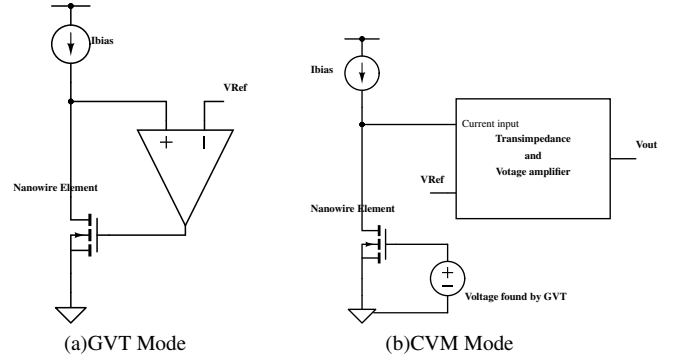 Ibias
VRef
Nanowire Element
(a)GVT Mode
Ibias
Current input
Transimpedance
and
Votage amplifier
Vout
VRef
Nanowire Element
Voltage found by GVT
(b)CVM Mode